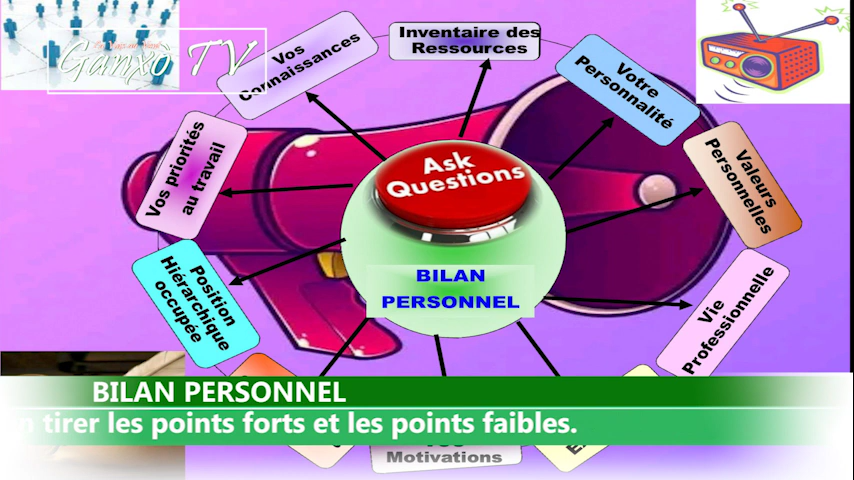 Ganxo TV
Vos
Connaissances
Inventaire des
Ressources
Votre
Personnalité
Vos priorités
au travail
Ask
Questions
Valeurs
Personnelles
Position
Hiérarchique
occupée
BILAN
PERSONNEL
Vie
Professionnelle
BILAN PERSONNEL
n tirer les points forts et les points faibles.
Motivations